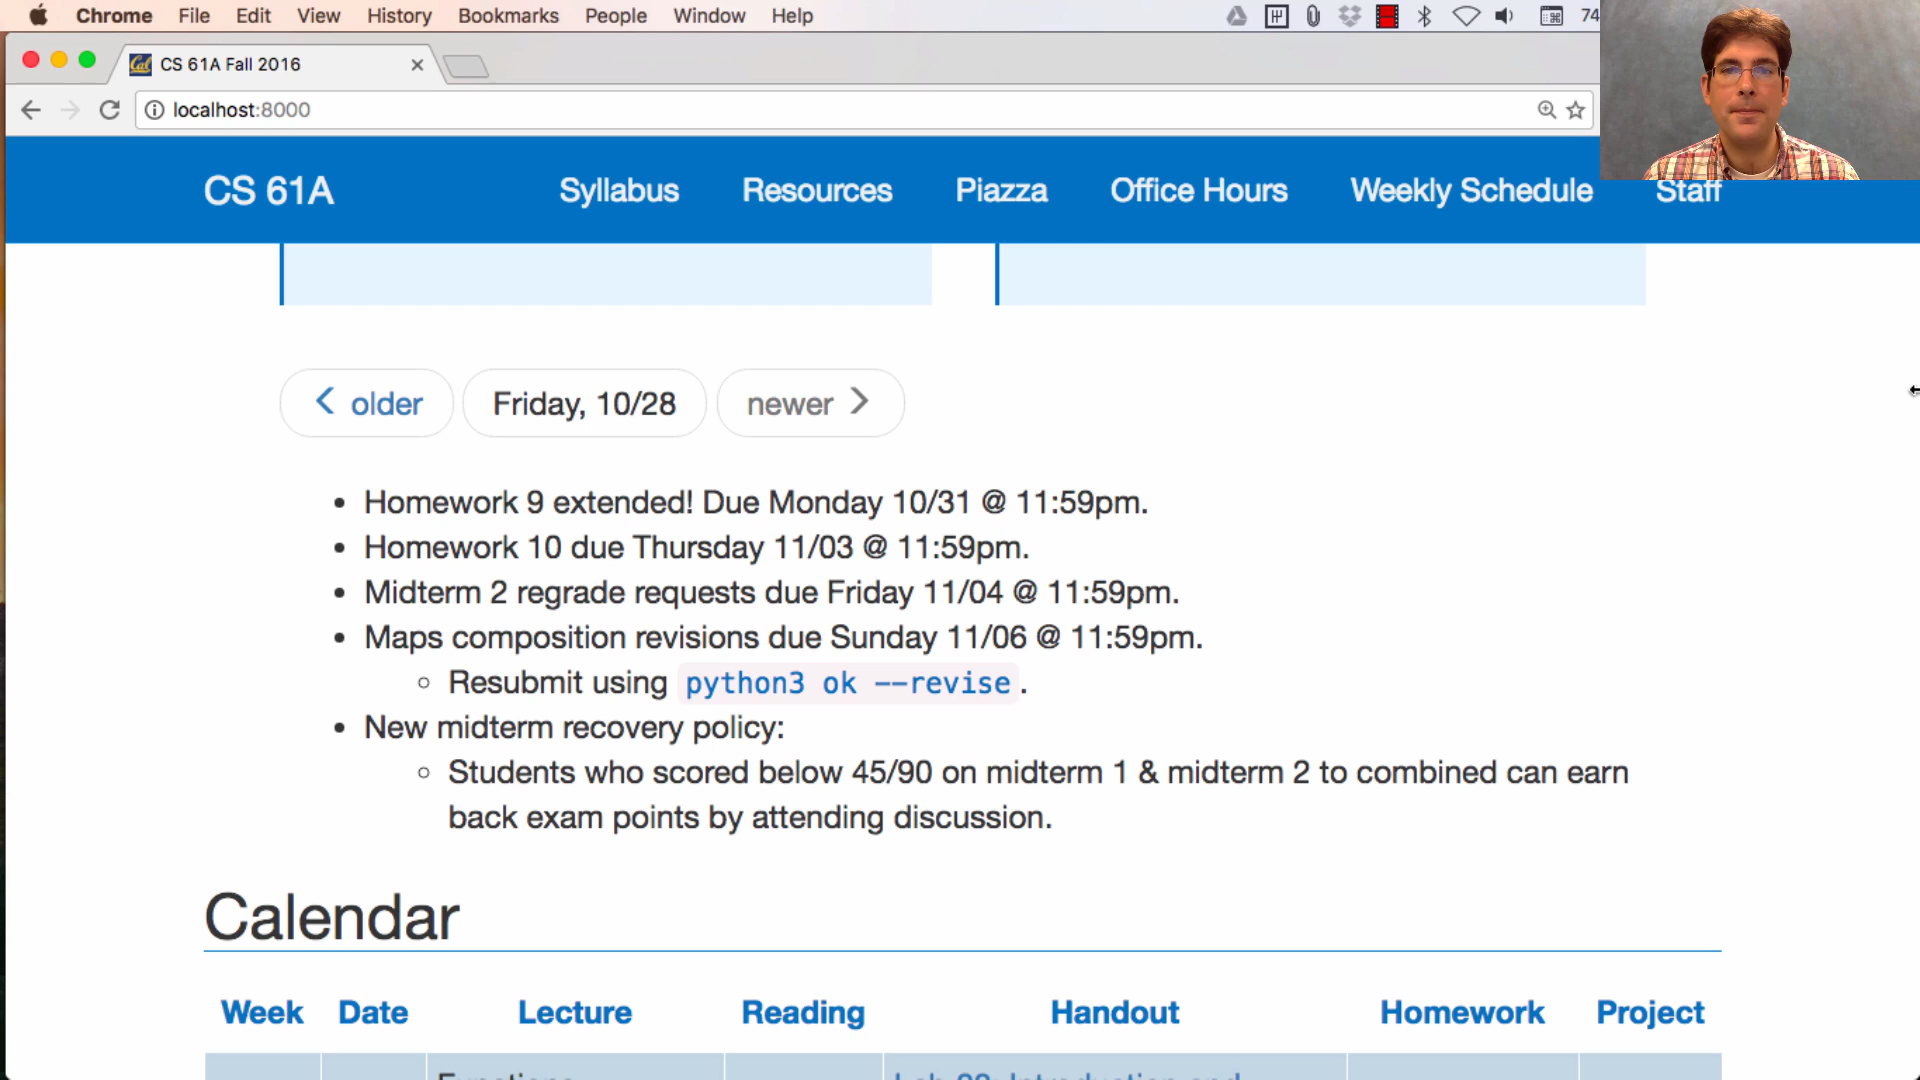 Chrome File Edit View History Bookmarks People Window Help 74
Cal CS 61A Fall 2016
localhost:8000
CS 61A Syllabus Resources Piazza Office Hours Weekly Schedule Staff
older Friday, 10/28 newer
Homework 9 extended! Due Monday 10/31 @ 11:59pm.
Homework 10 due Thursday 11/03 @ 11:59pm.
Midterm 2 regrade requests due Friday 11/04 @ 11:59pm.
Maps composition revisions due Sunday 11/06 @ 11:59pm.
Resubmit using python3 ok --revise.
New midterm recovery policy:
Students who scored below 45/90 on midterm 1 & midterm 2 to combined can earn
back exam points by attending discussion.
Calendar
Week Date Lecture Reading Handout Homework Project